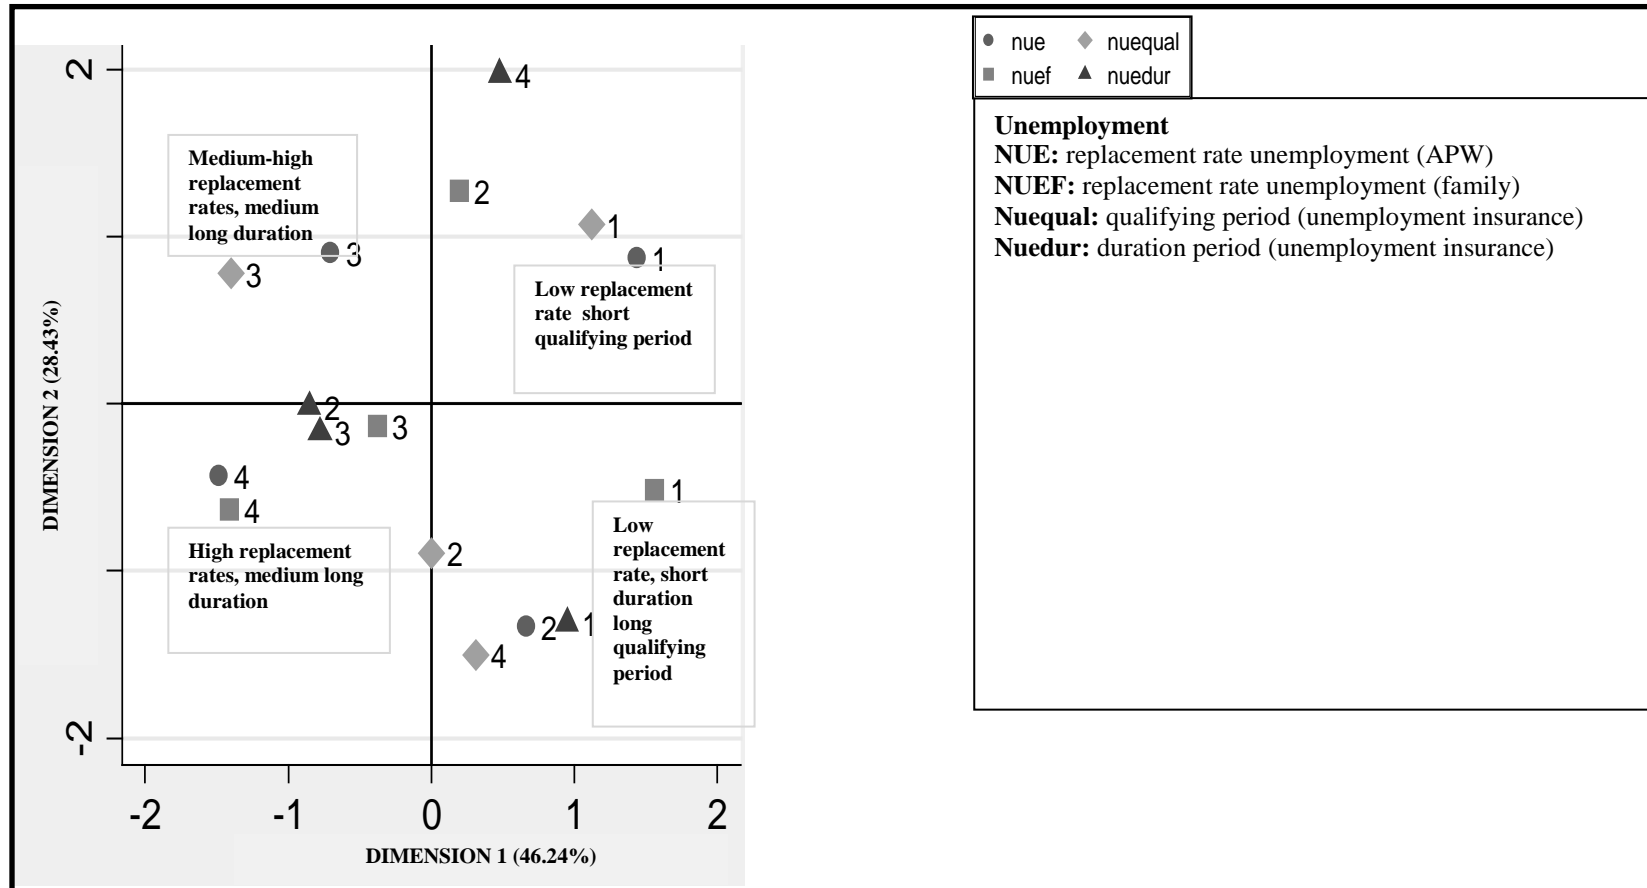 2
-2
DIMENSION 2 (28.43%)
4
Medium-high
replacement
rates, medium
long duration
2
1
3
1
3
Low replacement
rate short
qualifying period
2
3
3
4
4
1
High replacement
rates, medium long
duration
2
Low
replacement
rate, short
duration
long
qualifying
period
2
1
4
-2 -1 0 1 2
DIMENSION 1 (46.24%)
nue nuequal
nuef nuedur
Unemployment
NUE: replacement rate unemployment (APW)
NUEF: replacement rate unemployment (family)
Nuequal: qualifying period (unemployment insurance)
Nuedur: duration period (unemployment insurance)